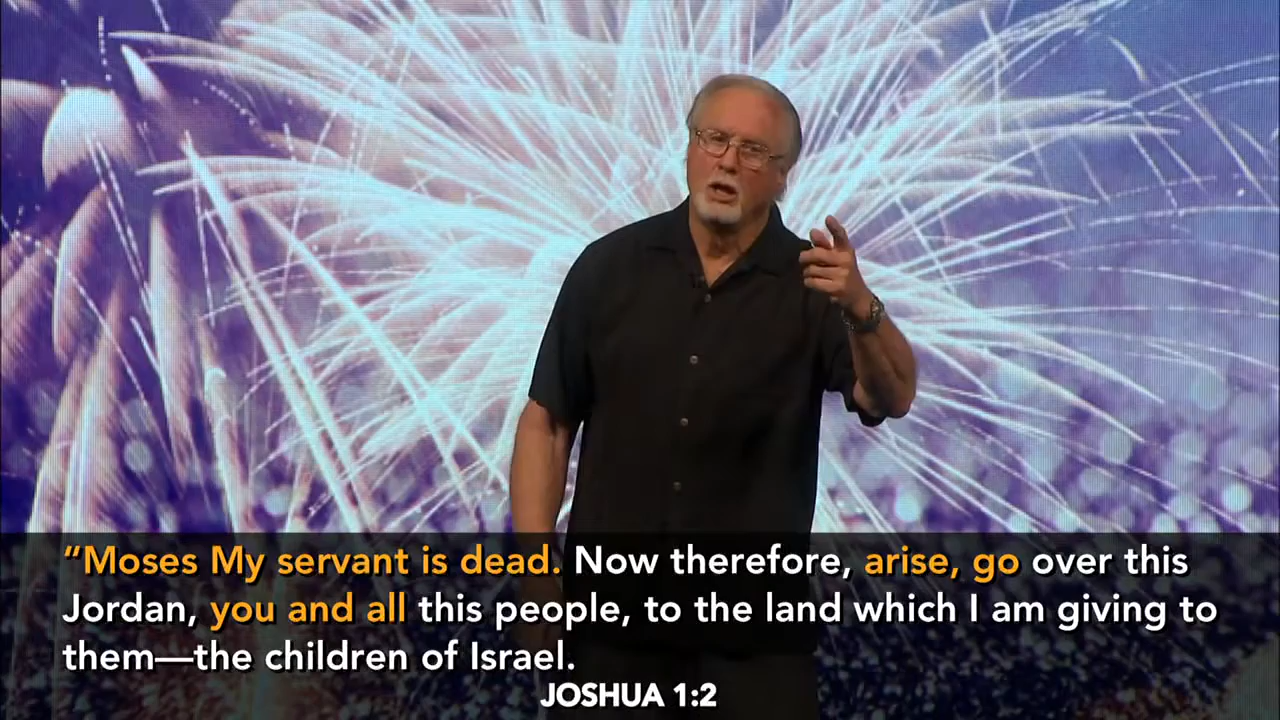 “Moses My servant is dead. Now therefore, arise, go over this
Jordan, you and all this people, to the land which I am giving to
them—the children of Israel.
JOSHUA 1:2